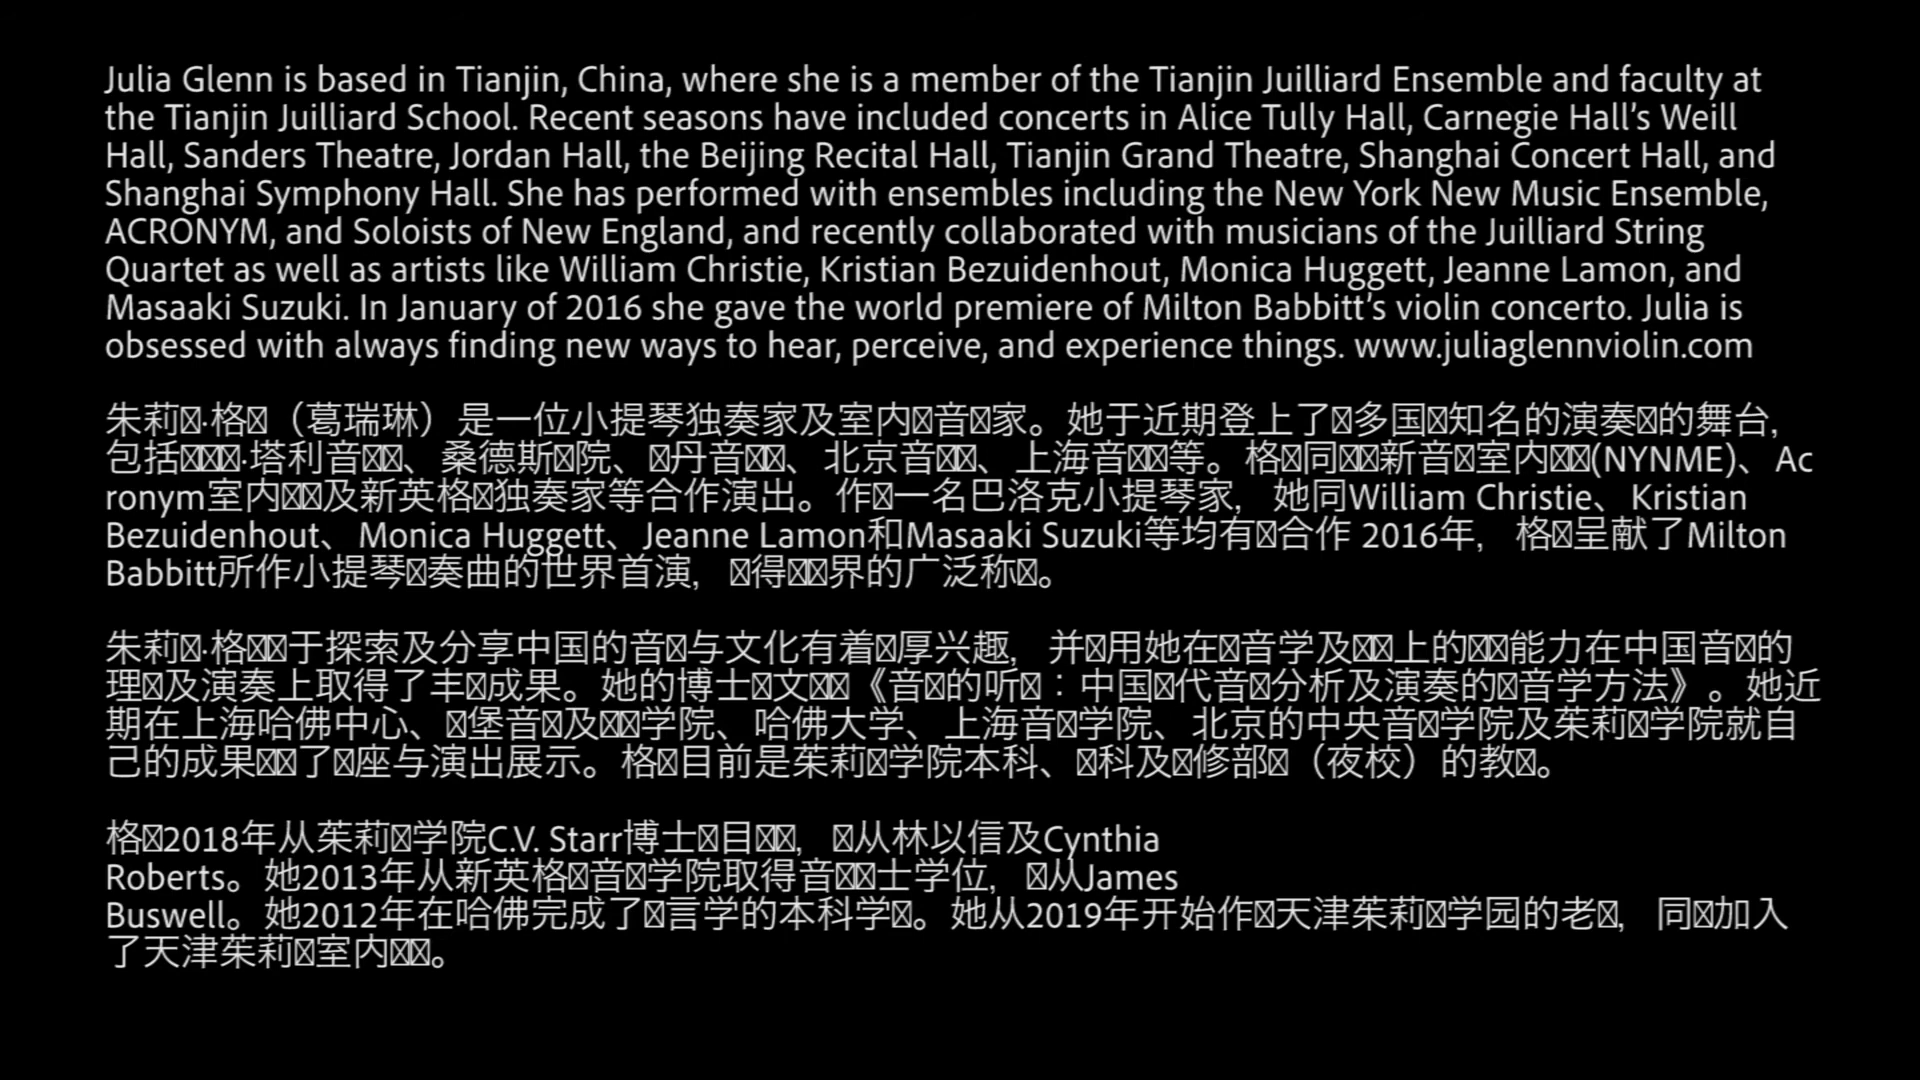 Julia Glenn is based in Tianjin, China, where she is a member of the Tianjin Juilliard Ensemble and faculty at
the Tianjin Juilliard School. Recent seasons have included concerts in Alice Tully Hall, Carnegie Hall’s Weill
Hall, Sanders Theatre, Jordan Hall, the Beijing Recital Hall, Tianjin Grand Theatre, Shanghai Concert Hall, and
Shanghai Symphony Hall. She has performed with ensembles including the New York New Music Ensemble,
ACRONYM, and Soloists of New England, and recently collaborated with musicians of the Juilliard String
Quartet as well as artists like William Christie, Kristian Bezuidenhout, Monica Huggett, Jeanne Lamon, and
Masaaki Suzuki. In January of 2016 she gave the world premiere of Milton Babbitt’s violin concerto. Julia is
obsessed with always finding new ways to hear, perceive, and experience things. www.juliaglennviolin.com
朱莉·格（葛瑞琳）是一位小提琴独奏家及室内音家。她于近期登上了多国知名的演奏的舞台,
包括·塔利音、桑德斯院、丹音、北京音、上海音等。格同新音室内(NYNME)、Ac
ronym室内及新英格独奏家等合作演出。作一名巴洛克小提琴家, 她同William Christie、Kristian
Bezuidenhout、Monica Huggett、Jeanne Lamon和Masaaki Suzuki等均有合作 2016年, 格呈献了Milton
Babbitt所作小提琴奏曲的世界首演, 得界的广泛称。
朱莉·格于探索及分享中国的音与文化有着厚兴趣, 并用她在音学及上的能力在中国音的
理及演奏上取得了丰成果。她的博士文《音的听：中国代音分析及演奏的音学方法》。她近
期在上海哈佛中心、堡音及学院、哈佛大学、上海音学院、北京的中央音学院及茱莉学院就自
己的成果了座与演出展示。格目前是茱莉学院本科、科及修部（夜校）的教。
格2018年从茱莉学院C.V. Starr博士目, 从林以信及Cynthia
Roberts。她2013年从新英格音学院取得音士学位, 从James
Buswell。她2012年在哈佛完成了言学的本科学。她从2019年开始作天津茱莉学园的老, 同加入
了天津茱莉室内。